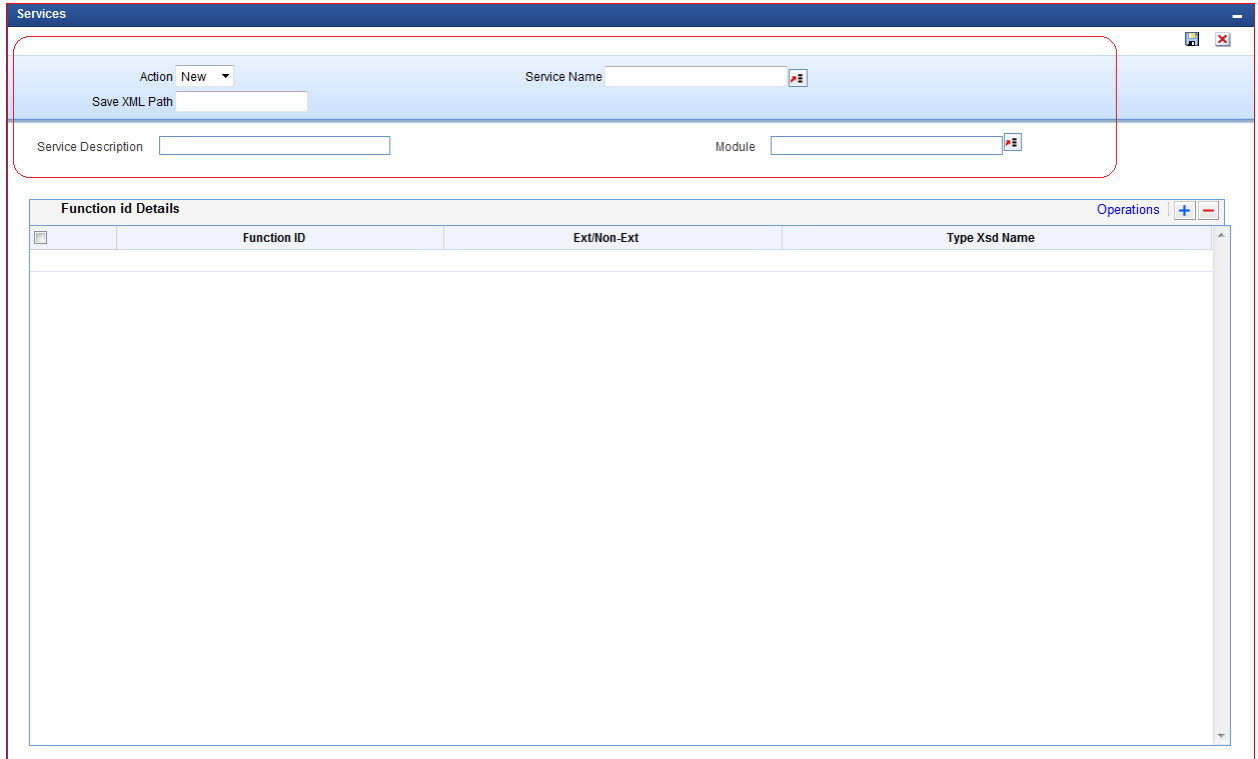 Services
Action New Service Name
Save XML Path
Service Description Module
Function id Details Operations
Function ID Ext/Non-Ext Type Xsd Name